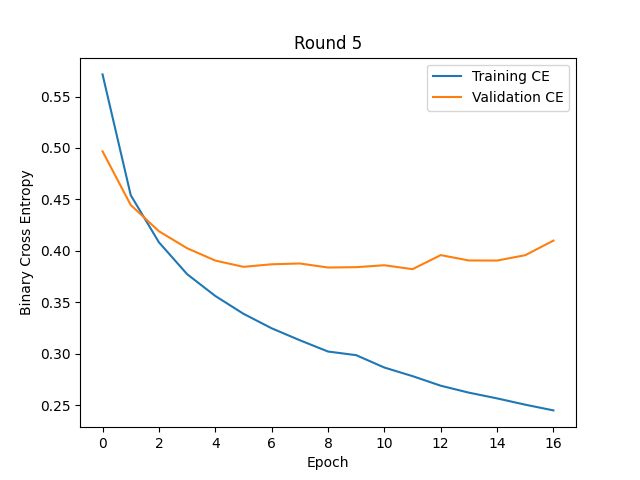 Round 5
Training CE
Validation CE
Binary Cross Entropy
0.55
0.50
0.45
0.40
0.35
0.30
0.25
0 2 4 6 8 10 12 14 16
Epoch